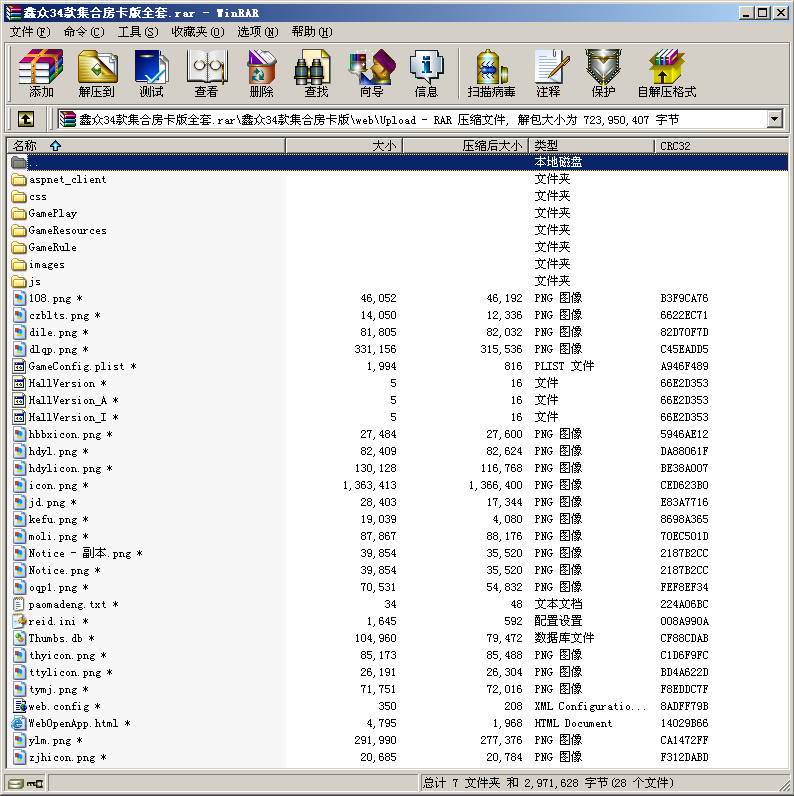 鑫众34款集合房卡版全套.rar - WinRAR
文件(F) 命令(C) 工具(S) 收藏夹(O) 选项(N) 帮助(H)
添加 解压到 测试 查看 删除 查找 向导 信息 扫描病毒 注释 保护 自解压格式
鑫众34款集合房卡版全套.rar\鑫众34款集合房卡版\web\Upload - RAR 压缩文件, 解包大小为 723,950,407 字节
名称 大小 压缩后大小 类型 CRC32
.. 本地磁盘
aspnet_client 文件夹
css 文件夹
GamePlay 文件夹
GameResources 文件夹
GameRule 文件夹
images 文件夹
js 文件夹
108.png * 46,052 46,192 PNG 图像 B3F9CA76
czblts.png * 14,050 12,336 PNG 图像 6622EC71
dile.png * 81,805 82,032 PNG 图像 82D70F7D
dlqp.png * 331,156 315,536 PNG 图像 C45EADD5
GameConfig.plist * 1,994 816 PLIST 文件 A946F489
HallVersion * 5 16 文件 66E2D353
HallVersion_A * 5 16 文件 66E2D353
HallVersion_I * 5 16 文件 66E2D353
hbbxicon.png * 27,484 27,600 PNG 图像 5946AE12
hdyl.png * 82,409 82,624 PNG 图像 DA88061F
hdylicon.png * 130,128 116,768 PNG 图像 BE38A007
icon.png * 1,363,413 1,366,400 PNG 图像 CED623B0
jd.png * 28,403 17,344 PNG 图像 E83A7716
kefu.png * 19,039 4,080 PNG 图像 8698A365
moli.png * 87,867 88,176 PNG 图像 70EC501D
Notice - 副本.png * 39,854 35,520 PNG 图像 2187B2CC
Notice.png * 39,854 35,520 PNG 图像 2187B2CC
oqp1.png * 70,531 54,832 PNG 图像 FEF8EF34
paomadeng.txt * 34 48 文本文档 224A06BC
reid.ini * 1,645 592 配置设置 008A990A
Thumbs.db * 104,960 79,472 数据库文件 CF88CDAB
thyicon.png * 85,173 85,488 PNG 图像 C1D6F9FC
ttylicon.png * 26,191 26,304 PNG 图像 BD4A622D
tymj.png * 71,751 72,016 PNG 图像 F8EDDC7F
web.config * 350 208 XML Configuratio... 8ADFF79B
WebOpenApp.html * 4,795 1,968 HTML Document 14029B66
ylm.png * 291,990 277,376 PNG 图像 CA1472FF
zjhicon.png * 20,685 20,784 PNG 图像 F312DABD
总计 7 文件夹 和 2,971,628 字节(28 个文件)